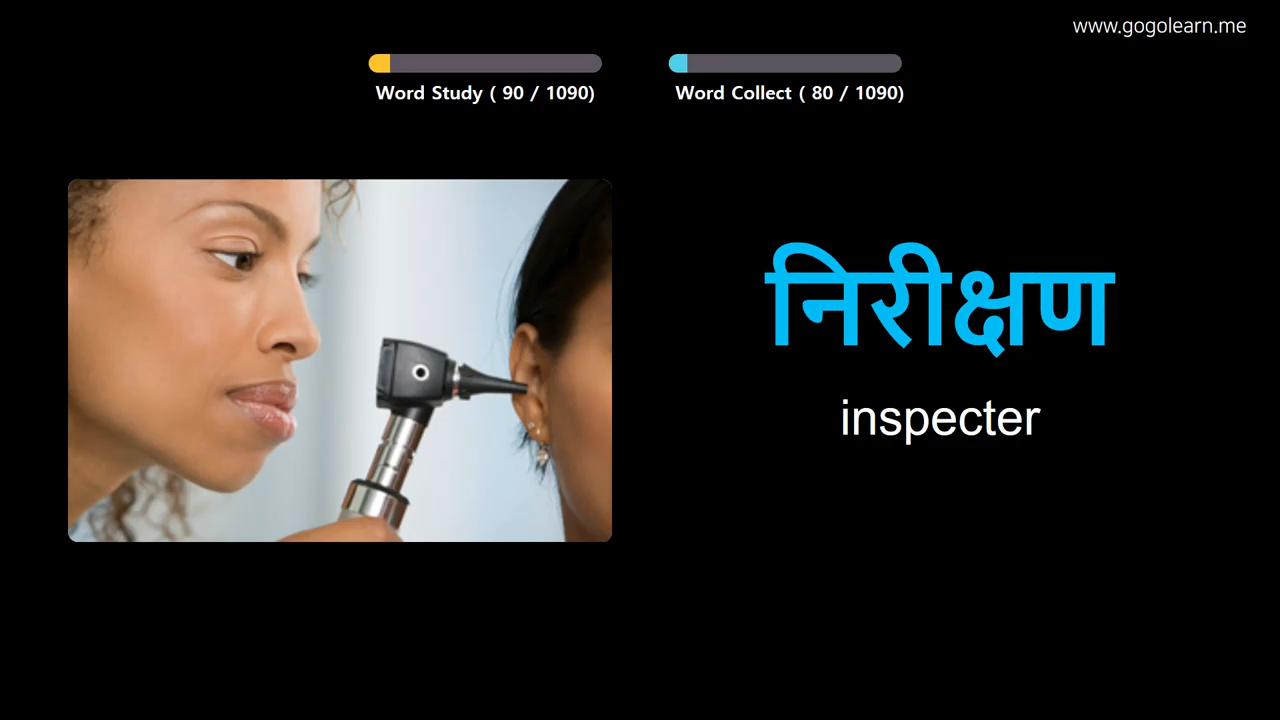 www.gogolearn.me
Word Study ( 90 / 1090)
Word Collect ( 80 / 1090)
निरीक्षण
inspecter